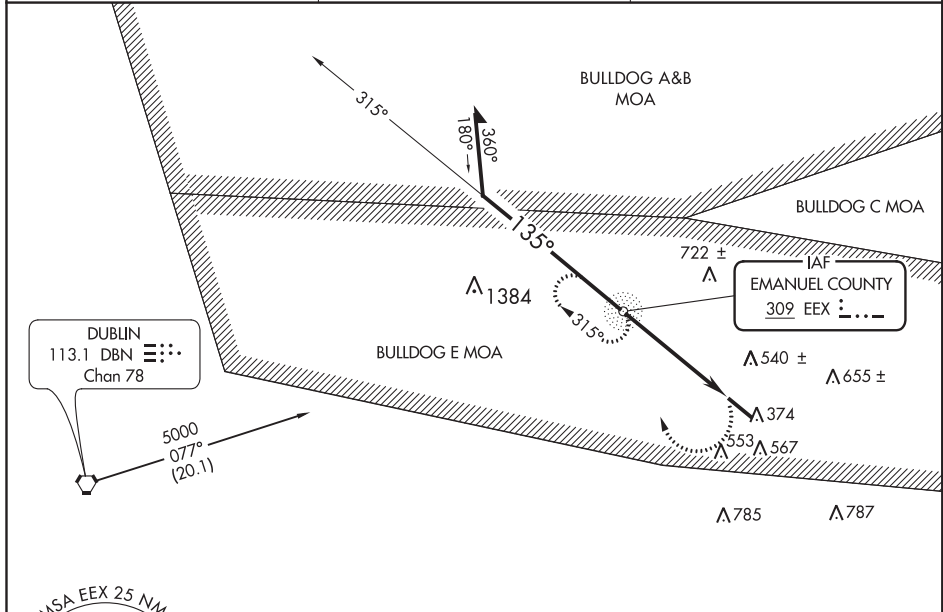 BULLDOG A&B
MOA
315°
360°
180°
135°
BULLDOG C MOA
722 ±
IAF
EMANUEL COUNTY
309 EEX
1384
315°
DUBLIN
113.1 DBN
Chan 78
BULLDOG E MOA
540 ±
655 ±
374
553
567
5000
077°
(20.1)
785
787
MSA EEX 25 NM